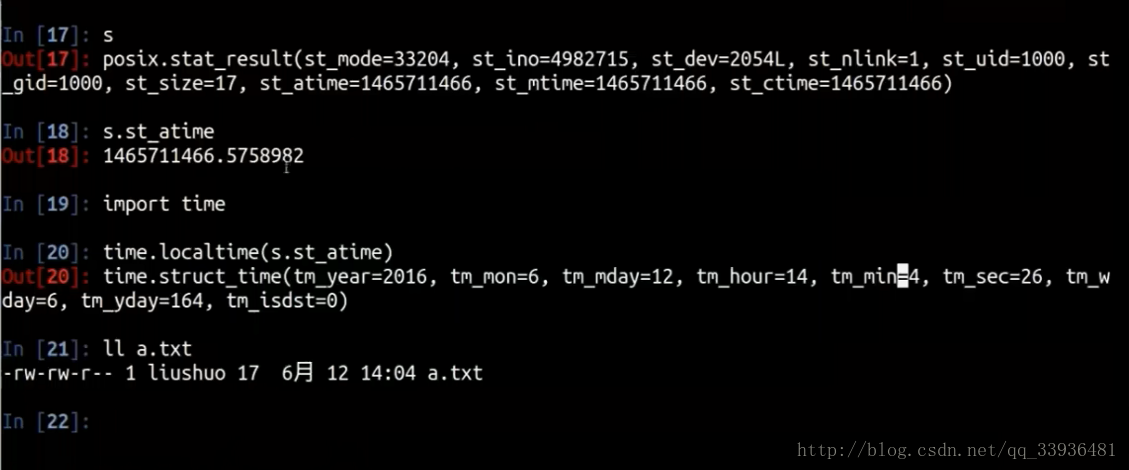 In [17]: s
Out[17]: posix.stat_result(st_mode=33204, st_ino=4982715, st_dev=2054L, st_nlink=1, st_uid=1000, st
_gid=1000, st_size=17, st_atime=1465711466, st_mtime=1465711466, st_ctime=1465711466)
In [18]: s.st_atime
Out[18]: 1465711466.5758982
In [19]: import time
In [20]: time.localtime(s.st_atime)
Out[20]: time.struct_time(tm_year=2016, tm_mon=6, tm_mday=12, tm_hour=14, tm_min=4, tm_sec=26, tm_w
day=6, tm_yday=164, tm_isdst=0)
In [21]: ll a.txt
-rw-rw-r-- 1 liushuo 17  6月 12 14:04 a.txt
In [22]:
http://blog.csdn.net/qq_33936481